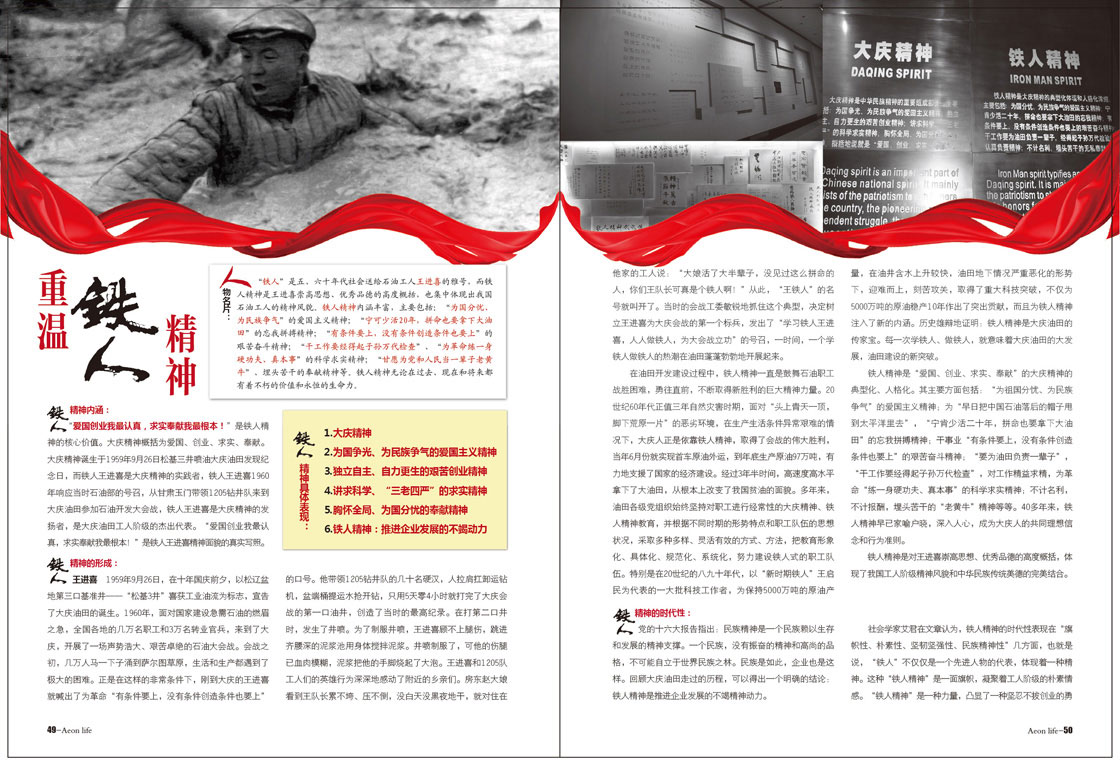 大庆精神
DAQING SPIRIT
大庆精神是中华民族精神的重要组成部分
铁人精神
IRON MAN SPIRIT
Daqing spirit is an important part of
Chinese national spirit. It mainly
Iron Man spirit typifies
Daqing spirit. It is
the patriotism to
重温
铁人
精神
人物名片：
“铁人”是五、六十年代社会送给石油工人王进喜的雅号，而铁
人精神是王进喜崇高思想、优秀品德的高度概括，也集中体现出我国
石油工人的精神风貌。铁人精神内涵丰富，主要包括：“为国分忧、
为民族争气”的爱国主义精神；“宁可少活20年，拼命也要拿下大油
田”的忘我拼搏精神；“有条件要上，没有条件创造条件也要上”的
艰苦奋斗精神；“干工作要经得起子孙万代检查”、“为革命练一身
硬功夫、真本事”的科学求实精神；“甘愿为党和人民当一辈子老黄
牛”、埋头苦干的奉献精神等。铁人精神无论在过去、现在和将来都
有着不朽的价值和永恒的生命力。
铁人精神内涵：
“爱国创业我最认真，求实奉献我最根本！”是铁人精
神的核心价值。大庆精神概括为爱国、创业、求实、奉献。
大庆精神诞生于1959年9月26日松基三井喷油大庆油田发现纪
念日，而铁人王进喜是大庆精神的实践者，铁人王进喜1960
年响应当时石油部的号召，从甘肃玉门带领1205钻井队来到
大庆油田参加石油开发大会战，铁人王进喜是大庆精神的发
扬者，是大庆油田工人阶级的杰出代表。“爱国创业我最认
真，求实奉献我最根本！”是铁人王进喜精神面貌的真实写照。
铁人精神具体表现：
1.大庆精神
2.为国争光、为民族争气的爱国主义精神
3.独立自主、自力更生的艰苦创业精神
4.讲求科学、“三老四严”的求实精神
5.胸怀全局、为国分忧的奉献精神
6.铁人精神：推进企业发展的不竭动力
铁人精神的形成：
王进喜 1959年9月26日，在十年国庆前夕，以松辽盆
地第三口基准井——“松基3井”喜获工业油流为标志，宣告
了大庆油田的诞生。1960年，面对国家建设急需石油的燃眉
之急，全国各地的几万名职工和3万名转业官兵，来到了大
庆，开展了一场声势浩大、艰苦卓绝的石油大会战。会战之
初，几万人马一下子涌到萨尔图草原，生活和生产都遇到了
极大的困难。正是在这样的非常条件下，刚到大庆的王进喜
就喊出了为革命“有条件要上，没有条件创造条件也要上”
的口号。他带领1205钻井队的几十名硬汉，人拉肩扛卸运钻
机，盆端桶提运水抢开钻，只用5天零4小时就打完了大庆会
战的第一口油井，创造了当时的最高纪录。在打第二口井
时，发生了井喷。为了制服井喷，王进喜顾不上腿伤，跳进
齐腰深的泥浆池用身体搅拌泥浆。井喷制服了，可他的伤腿
已血肉模糊，泥浆把他的手脚烧起了大泡。王进喜和1205队
工人们的英雄行为深深地感动了附近的乡亲们。房东赵大娘
看到王队长累不垮、压不倒，没白天没黑夜地干，就对住在
49-Aeon life
他家的工人说：“大娘活了大半辈子，没见过这么拼命的
人，你们王队长可真是个铁人啊！”从此，“王铁人”的名
号就叫开了。当时的会战工委敏锐地抓住这个典型，决定树
立王进喜为大庆会战的第一个标兵，发出了“学习铁人王进
喜，人人做铁人，为大会战立功”的号召，一时间，一个学
铁人做铁人的热潮在油田蓬蓬勃勃地开展起来。
在油田开发建设过程中，铁人精神一直是鼓舞石油职工
战胜困难，勇往直前，不断取得新胜利的巨大精神力量。20
世纪60年代正值三年自然灾害时期，面对“头上青天一顶，
脚下荒原一片”的恶劣环境，在生产生活条件异常艰难的情
况下，大庆人正是依靠铁人精神，取得了会战的伟大胜利，
当年6月份就实现首车原油外运，到年底生产原油97万吨，有
力地支援了国家的经济建设。经过3年半时间，高速度高水平
拿下了大油田，从根本上改变了我国贫油的面貌。多年来，
油田各级党组织始终坚持对职工进行经常性的大庆精神、铁
人精神教育，并根据不同时期的形势特点和职工队伍的思想
状况，采取多种多样、灵活有效的方式、方法，把教育形象
化、具体化、规范化、系统化，努力建设铁人式的职工队
伍。特别是在20世纪的八九十年代，以“新时期铁人”王启
民为代表的一大批科技工作者，为保持5000万吨的原油产
量，在油井含水上升较快，油田地下情况严重恶化的形势
下，迎难而上，刻苦攻关，取得了重大科技突破，不仅为
5000万吨的原油稳产10年作出了突出贡献，而且为铁人精神
注入了新的内涵。历史雄辩地证明：铁人精神是大庆油田的
传家宝。每一次学铁人、做铁人，就意味着大庆油田的大发
展，油田建设的新突破。
铁人精神是“爱国、创业、求实、奉献”的大庆精神的
典型化、人格化。其主要方面包括：“为祖国分忧、为民族
争气”的爱国主义精神；为“早日把中国石油落后的帽子甩
到太平洋里去”，“宁肯少活二十年，拼命也要拿下大油
田”的忘我拼搏精神；干事业“有条件要上，没有条件创造
条件也要上”的艰苦奋斗精神；“要为油田负责一辈子”，
“干工作要经得起子孙万代检查”，对工作精益求精，为革
命“练一身硬功夫、真本事”的科学求实精神；不计名利，
不计报酬，埋头苦干的“老黄牛”精神等等。40多年来，铁
人精神早已家喻户晓，深入人心，成为大庆人的共同理想信
念和行为准则。
铁人精神是对王进喜崇高思想、优秀品德的高度概括，体
现了我国工人阶级精神风貌和中华民族传统美德的完美结合。
铁人精神的时代性：
党的十六大报告指出：民族精神是一个民族赖以生存
和发展的精神支撑。一个民族，没有振奋的精神和高尚的品
格，不可能自立于世界民族之林。民族是如此，企业也是这
样。回顾大庆油田走过的历程，可以得出一个明确的结论：
铁人精神是推进企业发展的不竭精神动力。
社会学家艾君在文章认为，铁人精神的时代性表现在“旗
帜性、朴素性、坚韧坚强性、民族精神性”几方面，也就是
说，“铁人”不仅仅是一个先进人物的代表，体现着一种精
神。这种“铁人精神”是一面旗帜，凝聚着工人阶级的朴素情
感。“铁人精神”是一种力量，凸显了一种坚忍不拔创业的勇
Aeon life-50